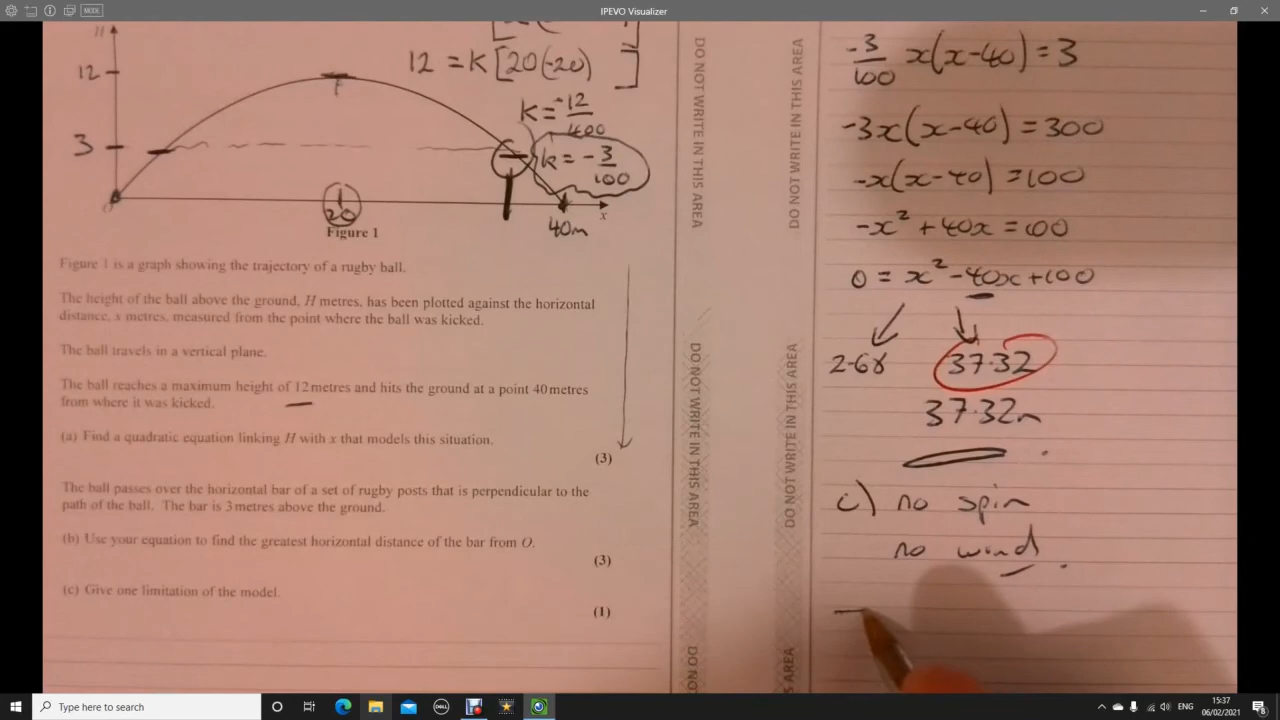 MODE
IPEVO Visualizer
H
12
3
20
40m
x
Figure 1
12 = K [20(-20) ]
K = -12/400
k = -3/100
Figure 1 is a graph showing the trajectory of a rugby ball.
The height of the ball above the ground, H metres, has been plotted against the horizontal
distance, x metres, measured from the point where the ball was kicked.
The ball travels in a vertical plane.
The ball reaches a maximum height of 12 metres and hits the ground at a point 40 metres
from where it was kicked.
(a) Find a quadratic equation linking H with x that models this situation.
(3)
The ball passes over the horizontal bar of a set of rugby posts that is perpendicular to the
path of the ball. The bar is 3 metres above the ground.
(b) Use your equation to find the greatest horizontal distance of the bar from O.
(3)
(c) Give one limitation of the model.
(1)
DO NOT WRITE IN THIS AREA
DO NOT WRITE IN THIS AREA
DO NOT WRITE IN THIS AREA
DO NOT WRITE IN THIS AREA
DO NO
S AREA
-3/100 x(x-40) = 3
-3x(x-40) = 300
-x(x-40) = 100
-x² + 40x = 100
0 = x² - 40x + 100
2.68 37.32
37.32m
c) no spin
no wind.
Type here to search
ENG
15:37
06/02/2021
8